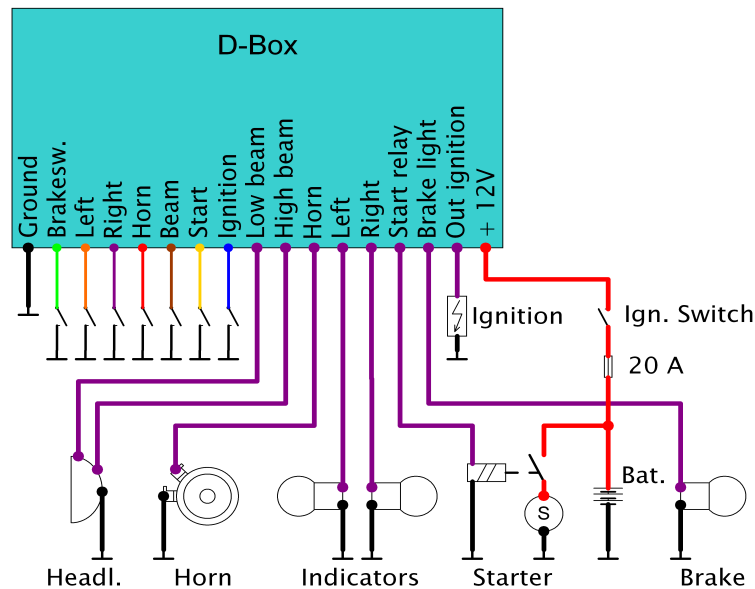 D-Box
Ground
Brakesw.
Left
Right
Horn
Beam
Start
Ignition
Low beam
High beam
Horn
Left
Right
Start relay
Brake light
Out ignition
+ 12V
Ignition
Ign. Switch
20 A
Bat.
S
Headl.
Horn
Indicators
Starter
Brake